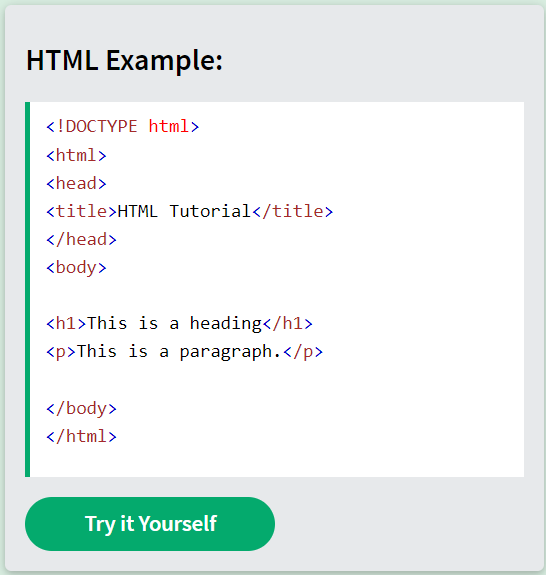 HTML Example:
<!DOCTYPE html>
<html>
<head>
<title>HTML Tutorial</title>
</head>
<body>
<h1>This is a heading</h1>
<p>This is a paragraph.</p>
</body>
</html>
Try it Yourself